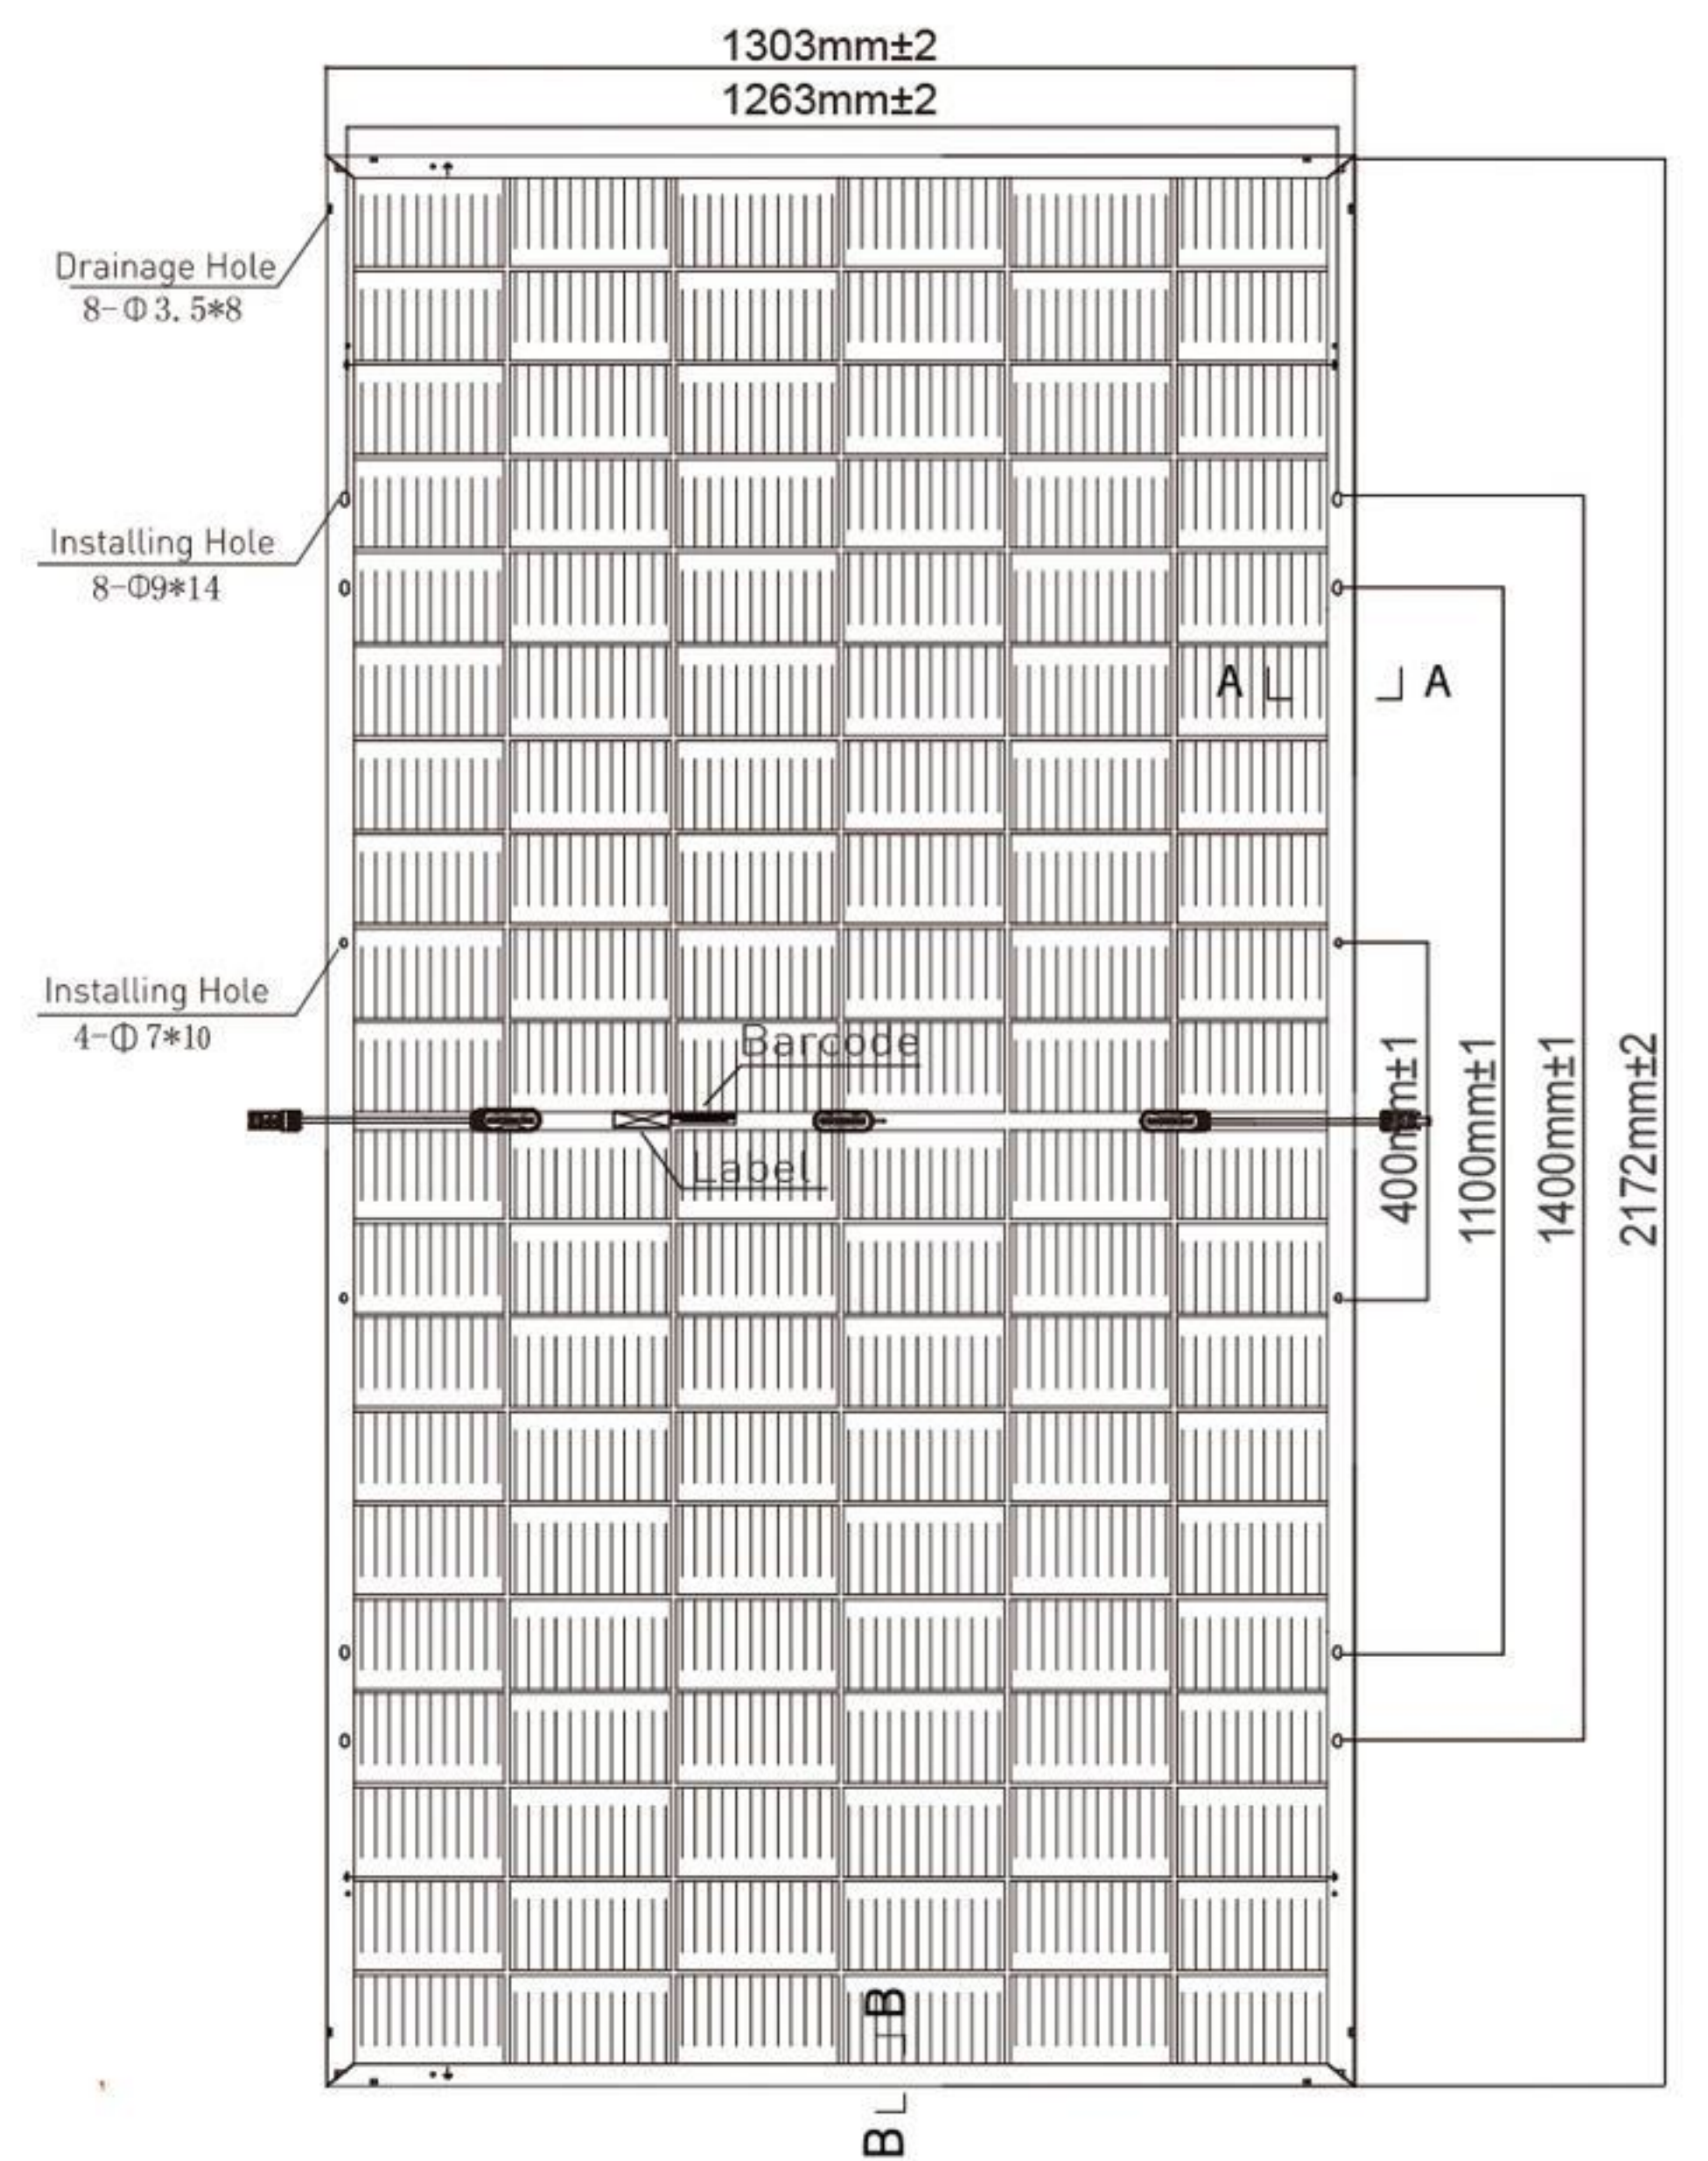 1303mm±2
1263mm±2
Drainage Hole
8-Φ3.5*8
Installing Hole
8-Φ9*14
A
A
Installing Hole
4-Φ7*10
Barcode
Label
400mm±1
1100mm±1
1400mm±1
2172mm±2
B
B